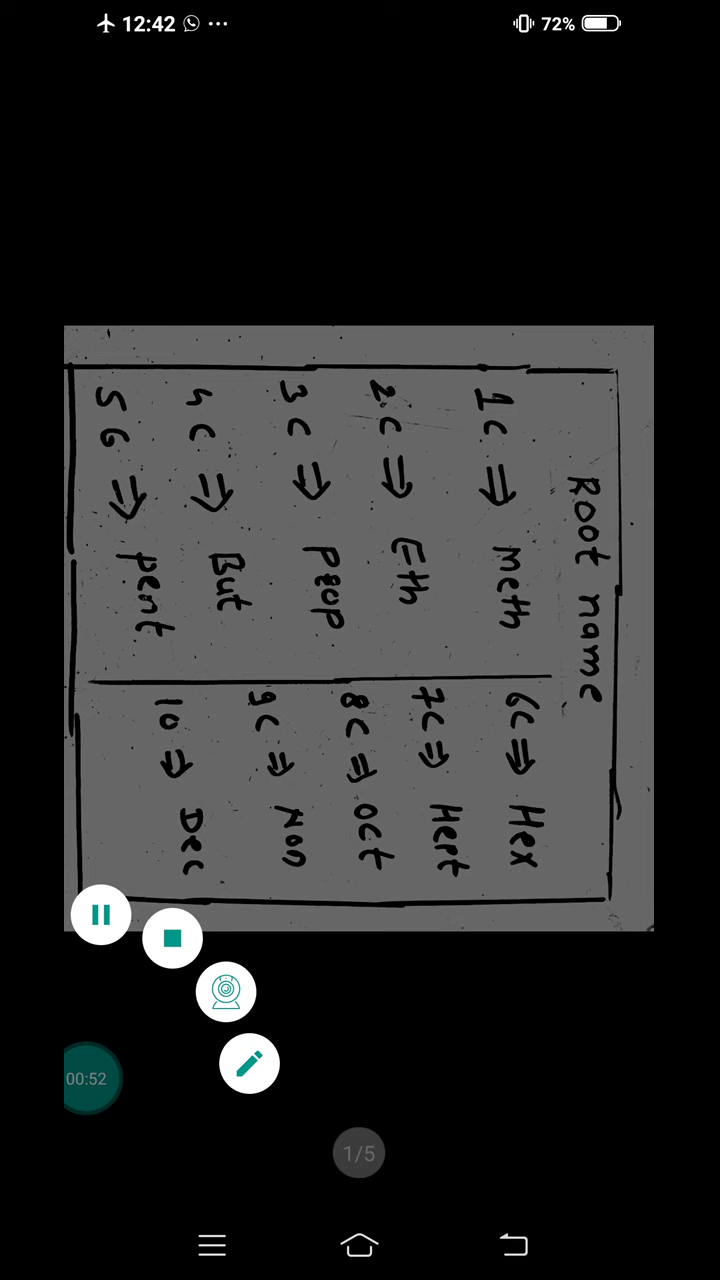 12:42
72%
Root name
1C ⇒ Meth
2C ⇒ Eth
3C ⇒ Prop
4C ⇒ But
5C ⇒ pent
6C ⇒ Hex
7C ⇒ Hept
8C ⇒ oct
9C ⇒ Non
10 ⇒ Dec
00:52
1/5